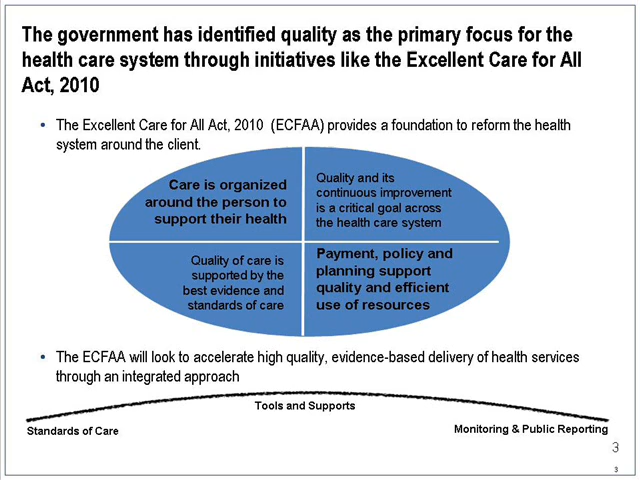 The government has identified quality as the primary focus for the
health care system through initiatives like the Excellent Care for All
Act, 2010
• The Excellent Care for All Act, 2010 (ECFAA) provides a foundation to reform the health
system around the client.
Care is organized
around the person to
support their health
Quality and its
continuous improvement
is a critical goal across
the health care system
Quality of care is
supported by the
best evidence and
standards of care
Payment, policy and
planning support
quality and efficient
use of resources
• The ECFAA will look to accelerate high quality, evidence-based delivery of health services
through an integrated approach
Tools and Supports
Standards of Care
Monitoring & Public Reporting
3
3